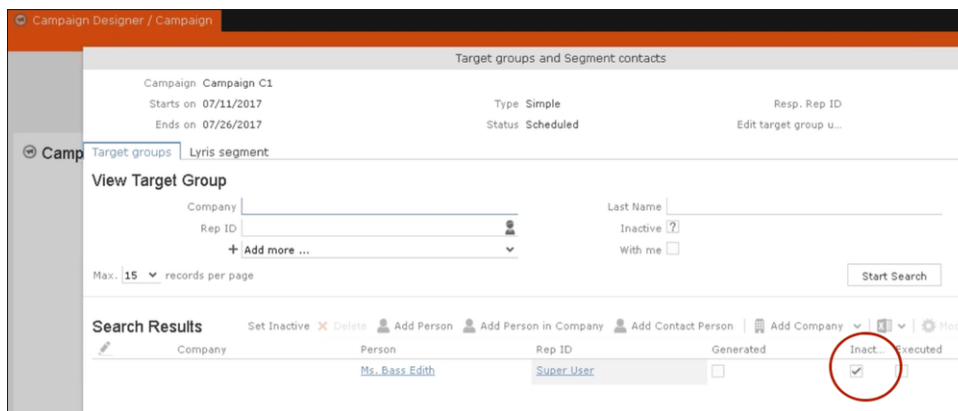 Campaign Designer / Campaign
Target groups and Segment contacts
Campaign Campaign C1
Starts on 07/11/2017 Type Simple Resp. Rep ID
Ends on 07/26/2017 Status Scheduled Edit target group u...
Camp Target groups Lyris segment
View Target Group
Company Last Name
Rep ID Inactive ?
+ Add more ... With me
Max. 15 records per page Start Search
Search Results Set Inactive Delete Add Person Add Person in Company Add Contact Person Add Company Mod
Company Person Rep ID Generated Inact... Executed
Ms. Bass Edith Super User